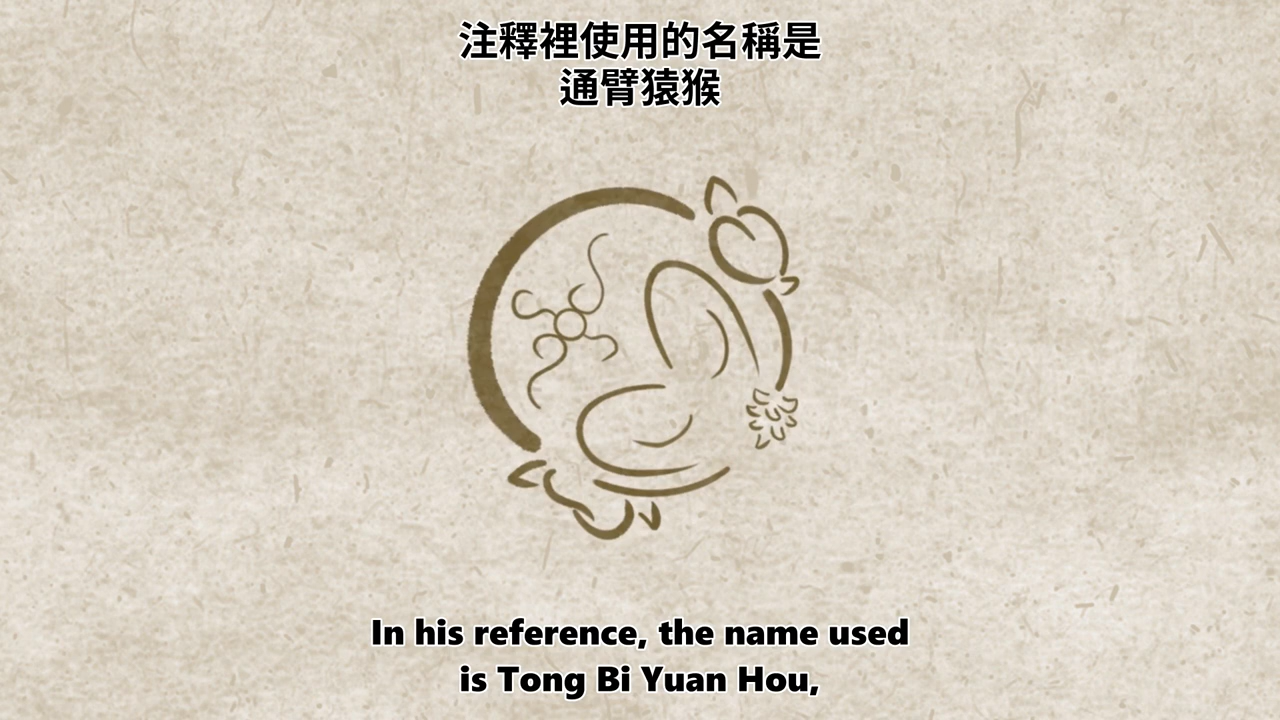 注釋裡使用的名稱是
通臂猿猴
In his reference, the name used
is Tong Bi Yuan Hou,